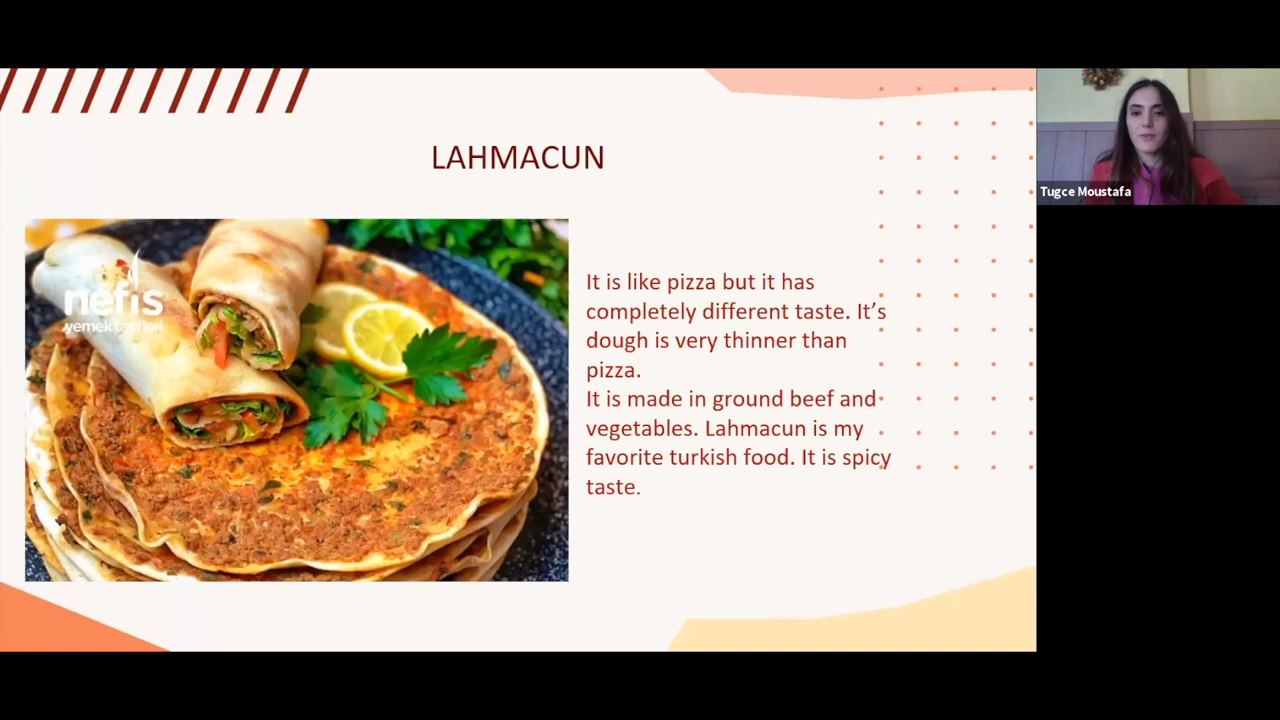 LAHMACUN
Tugce Moustafa
nefis
yemek tarifleri
It is like pizza but it has
completely different taste. It’s
dough is very thinner than
pizza.
It is made in ground beef and
vegetables. Lahmacun is my
favorite turkish food. It is spicy
taste.